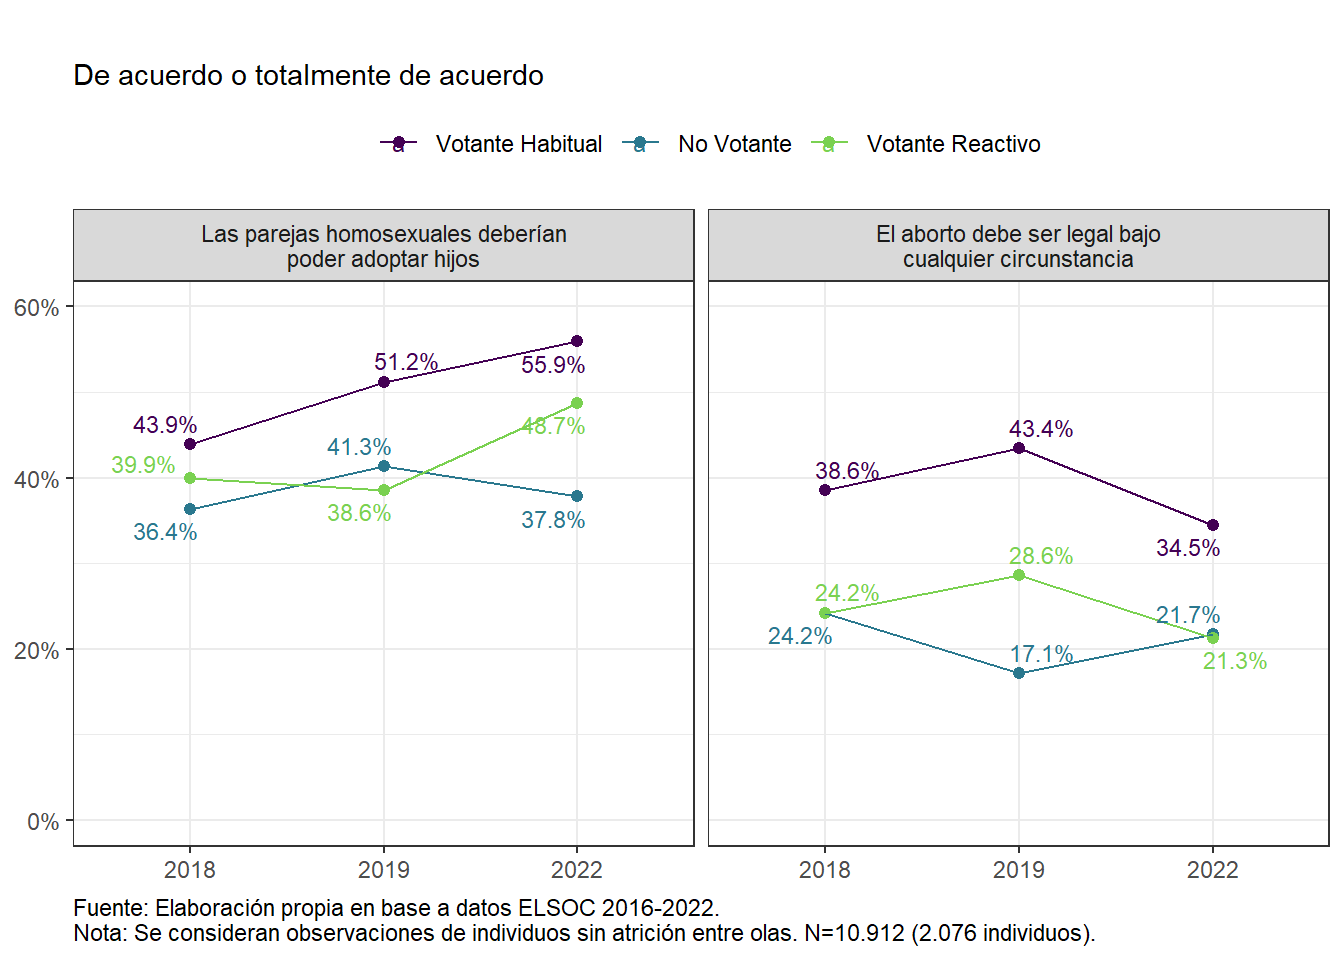 De acuerdo o totalmente de acuerdo
a Votante Habitual a No Votante a Votante Reactivo
Las parejas homosexuales deberían
poder adoptar hijos
El aborto debe ser legal bajo
cualquier circunstancia
60%
40%
20%
0%
43.9%
51.2%
55.9%
39.9%
41.3%
48.7%
36.4%
38.6%
37.8%
38.6%
43.4%
34.5%
24.2%
28.6%
21.7%
24.2%
17.1%
21.3%
2018 2019 2022
2018 2019 2022
Fuente: Elaboración propia en base a datos ELSOC 2016-2022.
Nota: Se consideran observaciones de individuos sin atrición entre olas. N=10.912 (2.076 individuos).